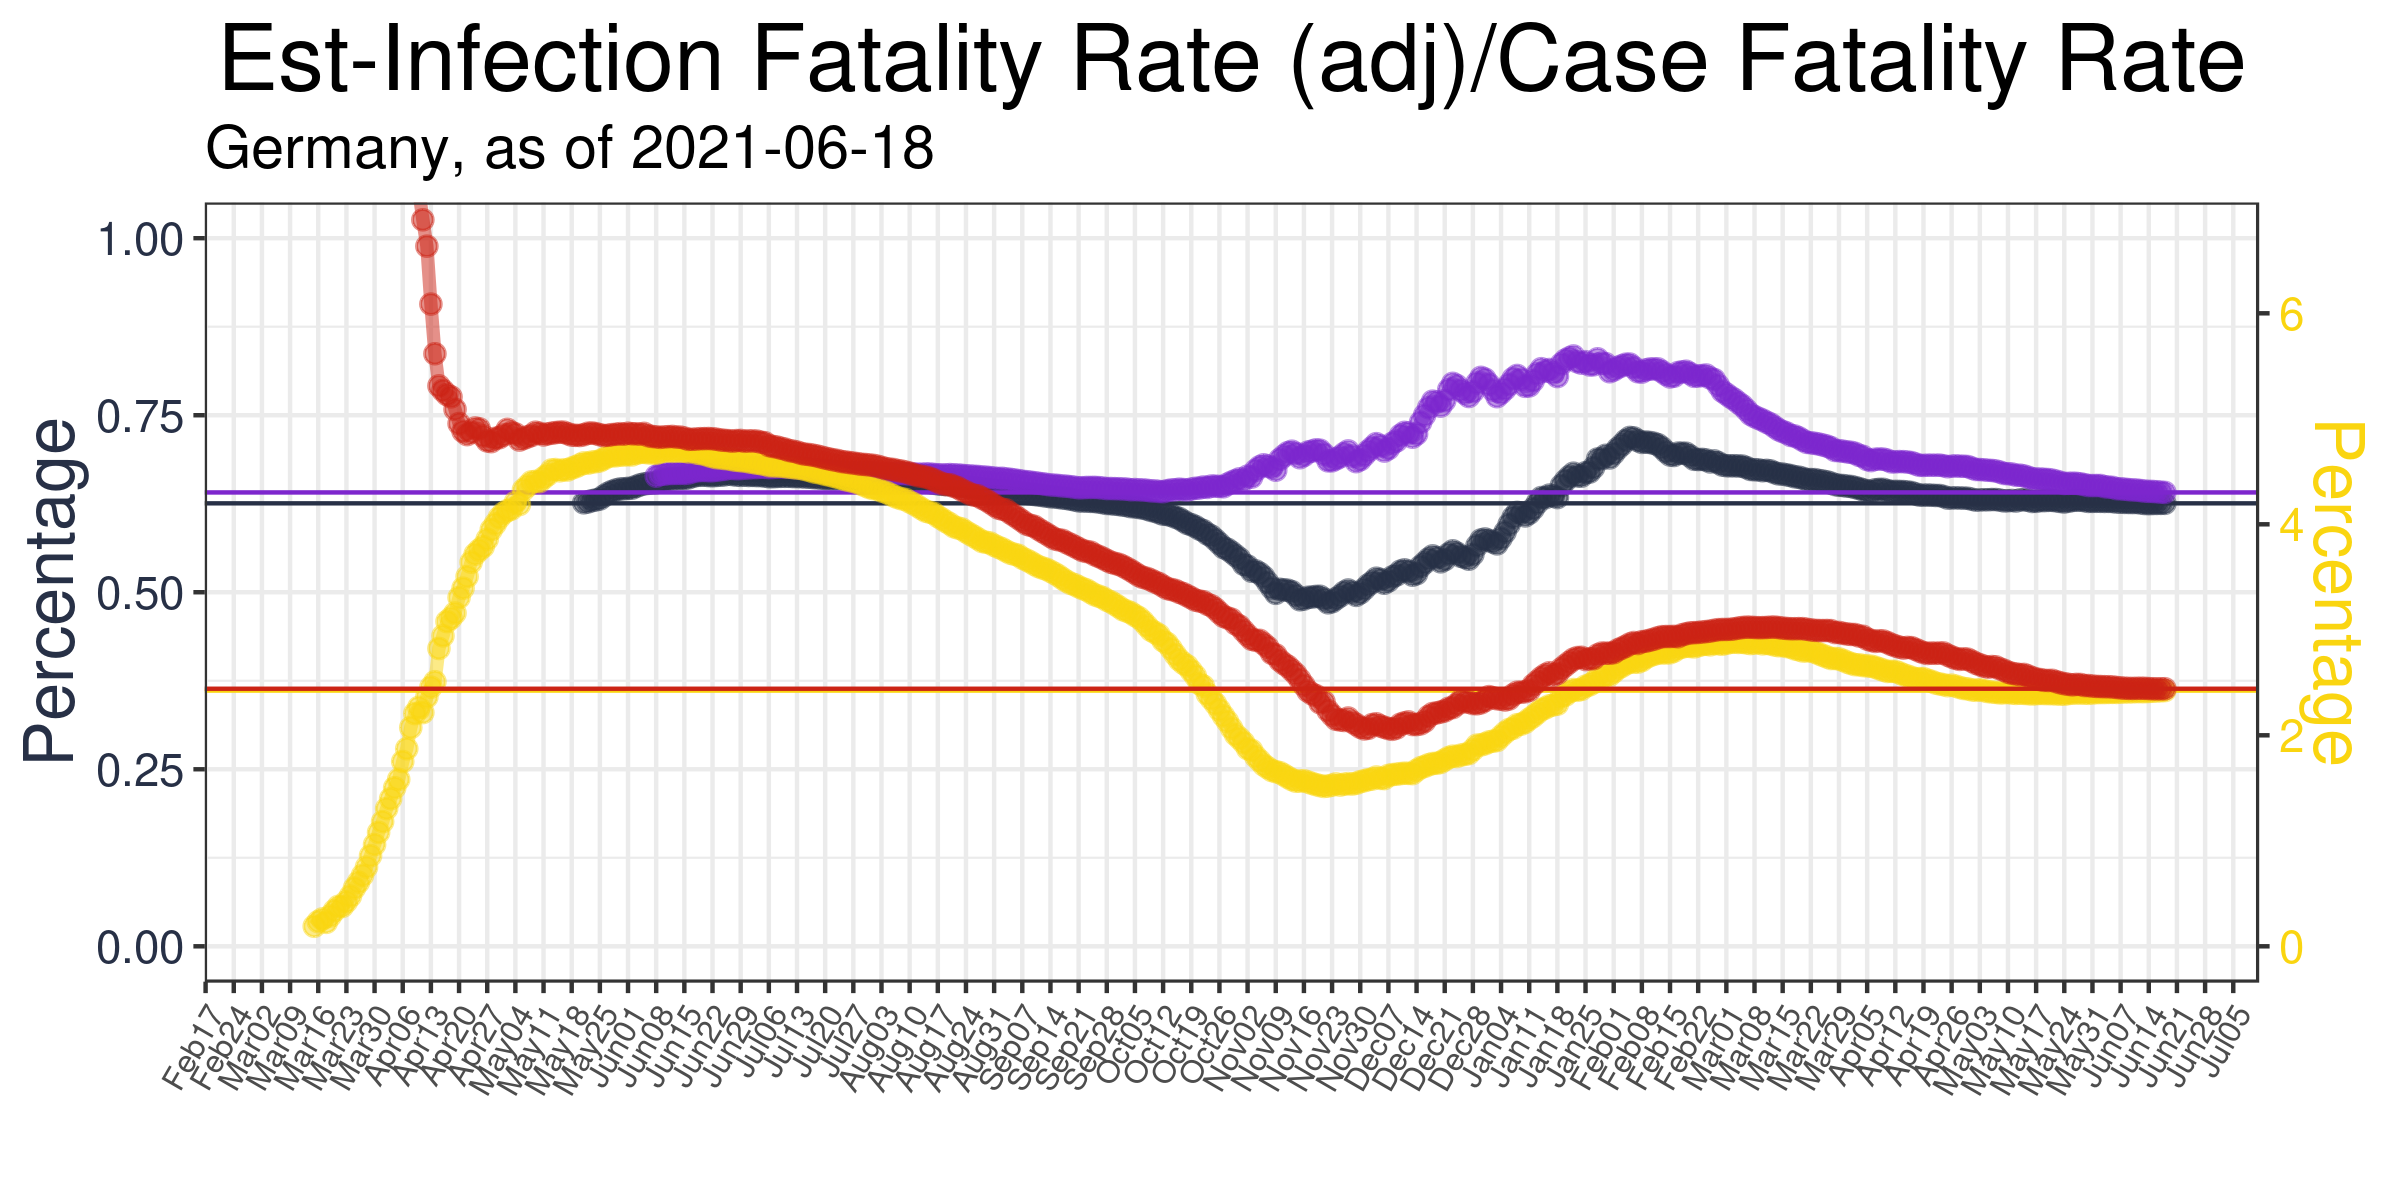 Est-Infection Fatality Rate (adj)/Case Fatality Rate
Germany, as of 2021-06-18
Percentage
1.00
0.75
0.50
0.25
0.00
6
4
2
0
Percentage
Feb17
Feb24
Mar02
Mar09
Mar16
Mar23
Mar30
Apr06
Apr13
Apr20
Apr27
May04
May11
May18
May25
Jun01
Jun08
Jun15
Jun22
Jun29
Jul06
Jul13
Jul20
Jul27
Aug03
Aug10
Aug17
Aug24
Aug31
Sep07
Sep14
Sep21
Sep28
Oct05
Oct12
Oct19
Oct26
Nov02
Nov09
Nov16
Nov23
Nov30
Dec07
Dec14
Dec21
Dec28
Jan04
Jan11
Jan18
Jan25
Feb01
Feb08
Feb15
Feb22
Mar01
Mar08
Mar15
Mar22
Mar29
Apr05
Apr12
Apr19
Apr26
May03
May10
May17
May24
May31
Jun07
Jun14
Jun21
Jun28
Jul05